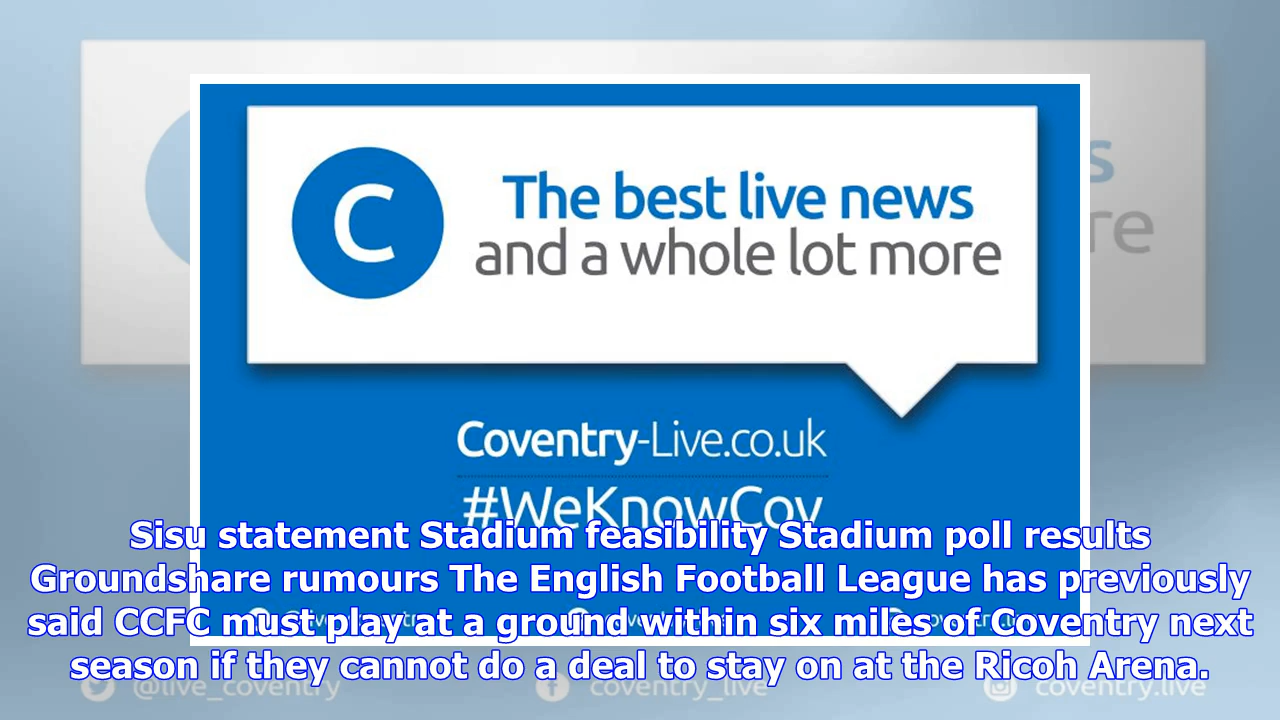 C
The best live news
and a whole lot more
s
re
Coventry-Live.co.uk
#WeKnowCov
Sisu statement Stadium feasibility Stadium poll results
Groundshare rumours The English Football League has previously
said CCFC must play at a ground within six miles of Coventry next
season if they cannot do a deal to stay on at the Ricoh Arena.
@live_coventry
coventry_live
coventry.live